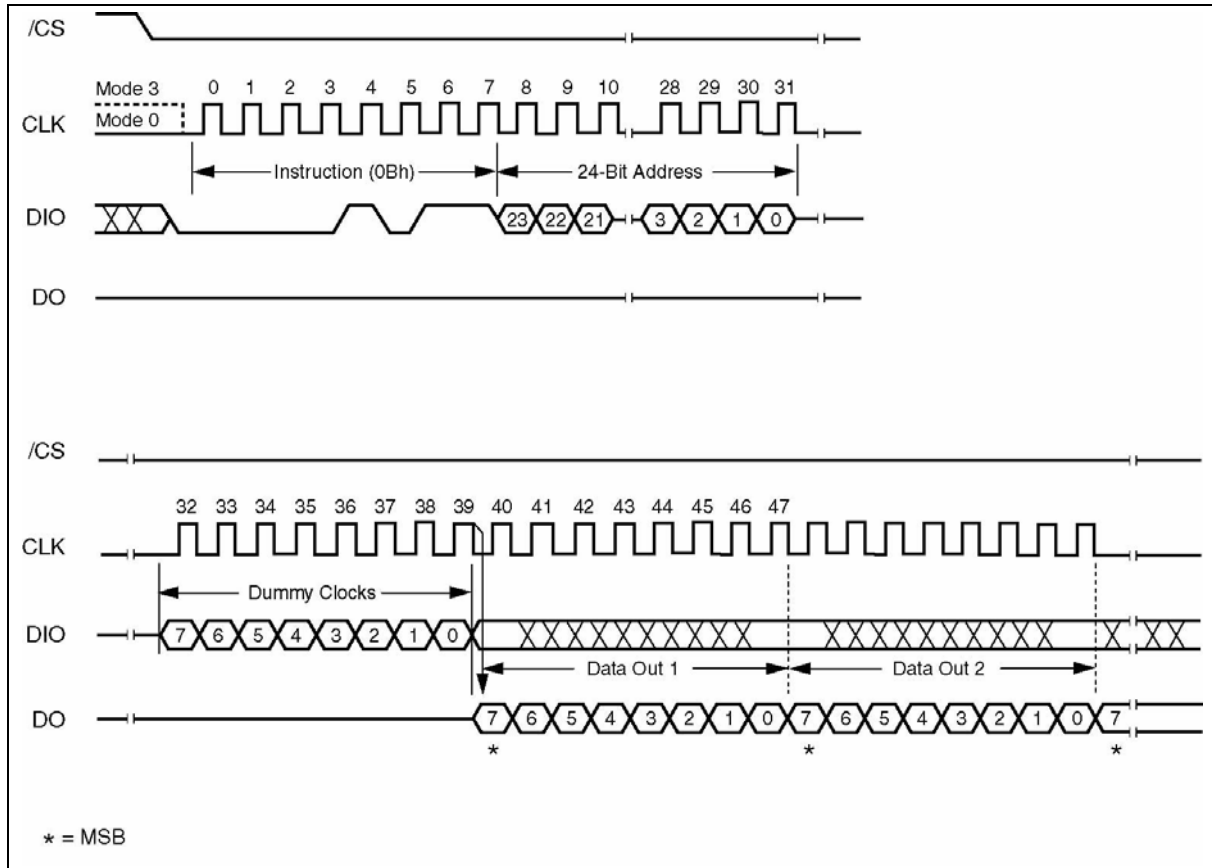 /CS
Mode 3
0 1 2 3 4 5 6 7 8 9 10 28 29 30 31
CLK
Mode 0
Instruction (0Bh)
24-Bit Address
DIO
23 22 21 3 2 1 0
DO
/CS
32 33 34 35 36 37 38 39 40 41 42 43 44 45 46 47
CLK
Dummy Clocks
DIO
7 6 5 4 3 2 1 0
Data Out 1
Data Out 2
DO
7 6 5 4 3 2 1 0 7 6 5 4 3 2 1 0 7
* * *
* = MSB